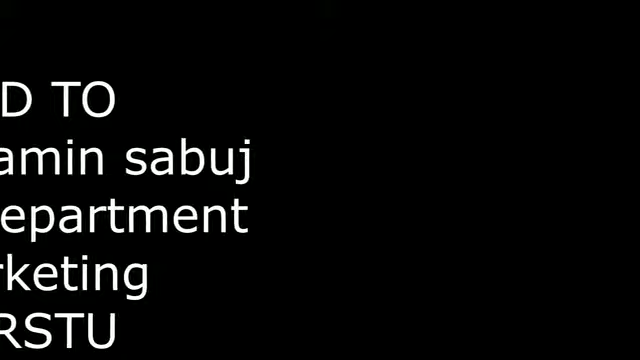 D TO
amin sabuj
epartment
rketing
RSTU